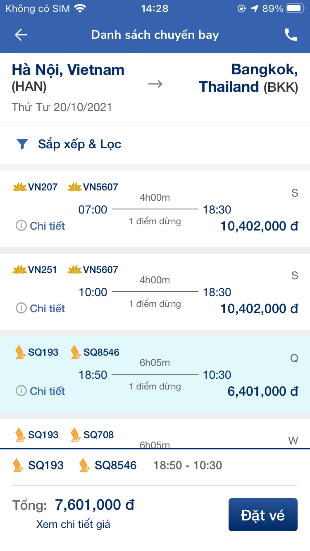 Không có SIM 14:28 89%
Danh sách chuyến bay
Hà Nội, Vietnam (HAN)
Bangkok, Thailand (BKK)
Thứ Tư 20/10/2021
Sắp xếp & Lọc
VN207 VN5607 S
4h00m
07:00 18:30
1 điểm dừng
Chi tiết 10,402,000 đ
VN251 VN5607 S
4h00m
10:00 18:30
1 điểm dừng
Chi tiết 10,402,000 đ
SQ193 SQ8546 Q
6h05m
18:50 10:30
1 điểm dừng
Chi tiết 6,401,000 đ
SQ193 SQ708 W
6h05m
SQ193 SQ8546 18:50 - 10:30
Tổng: 7,601,000 đ
Xem chi tiết giá
Đặt vé